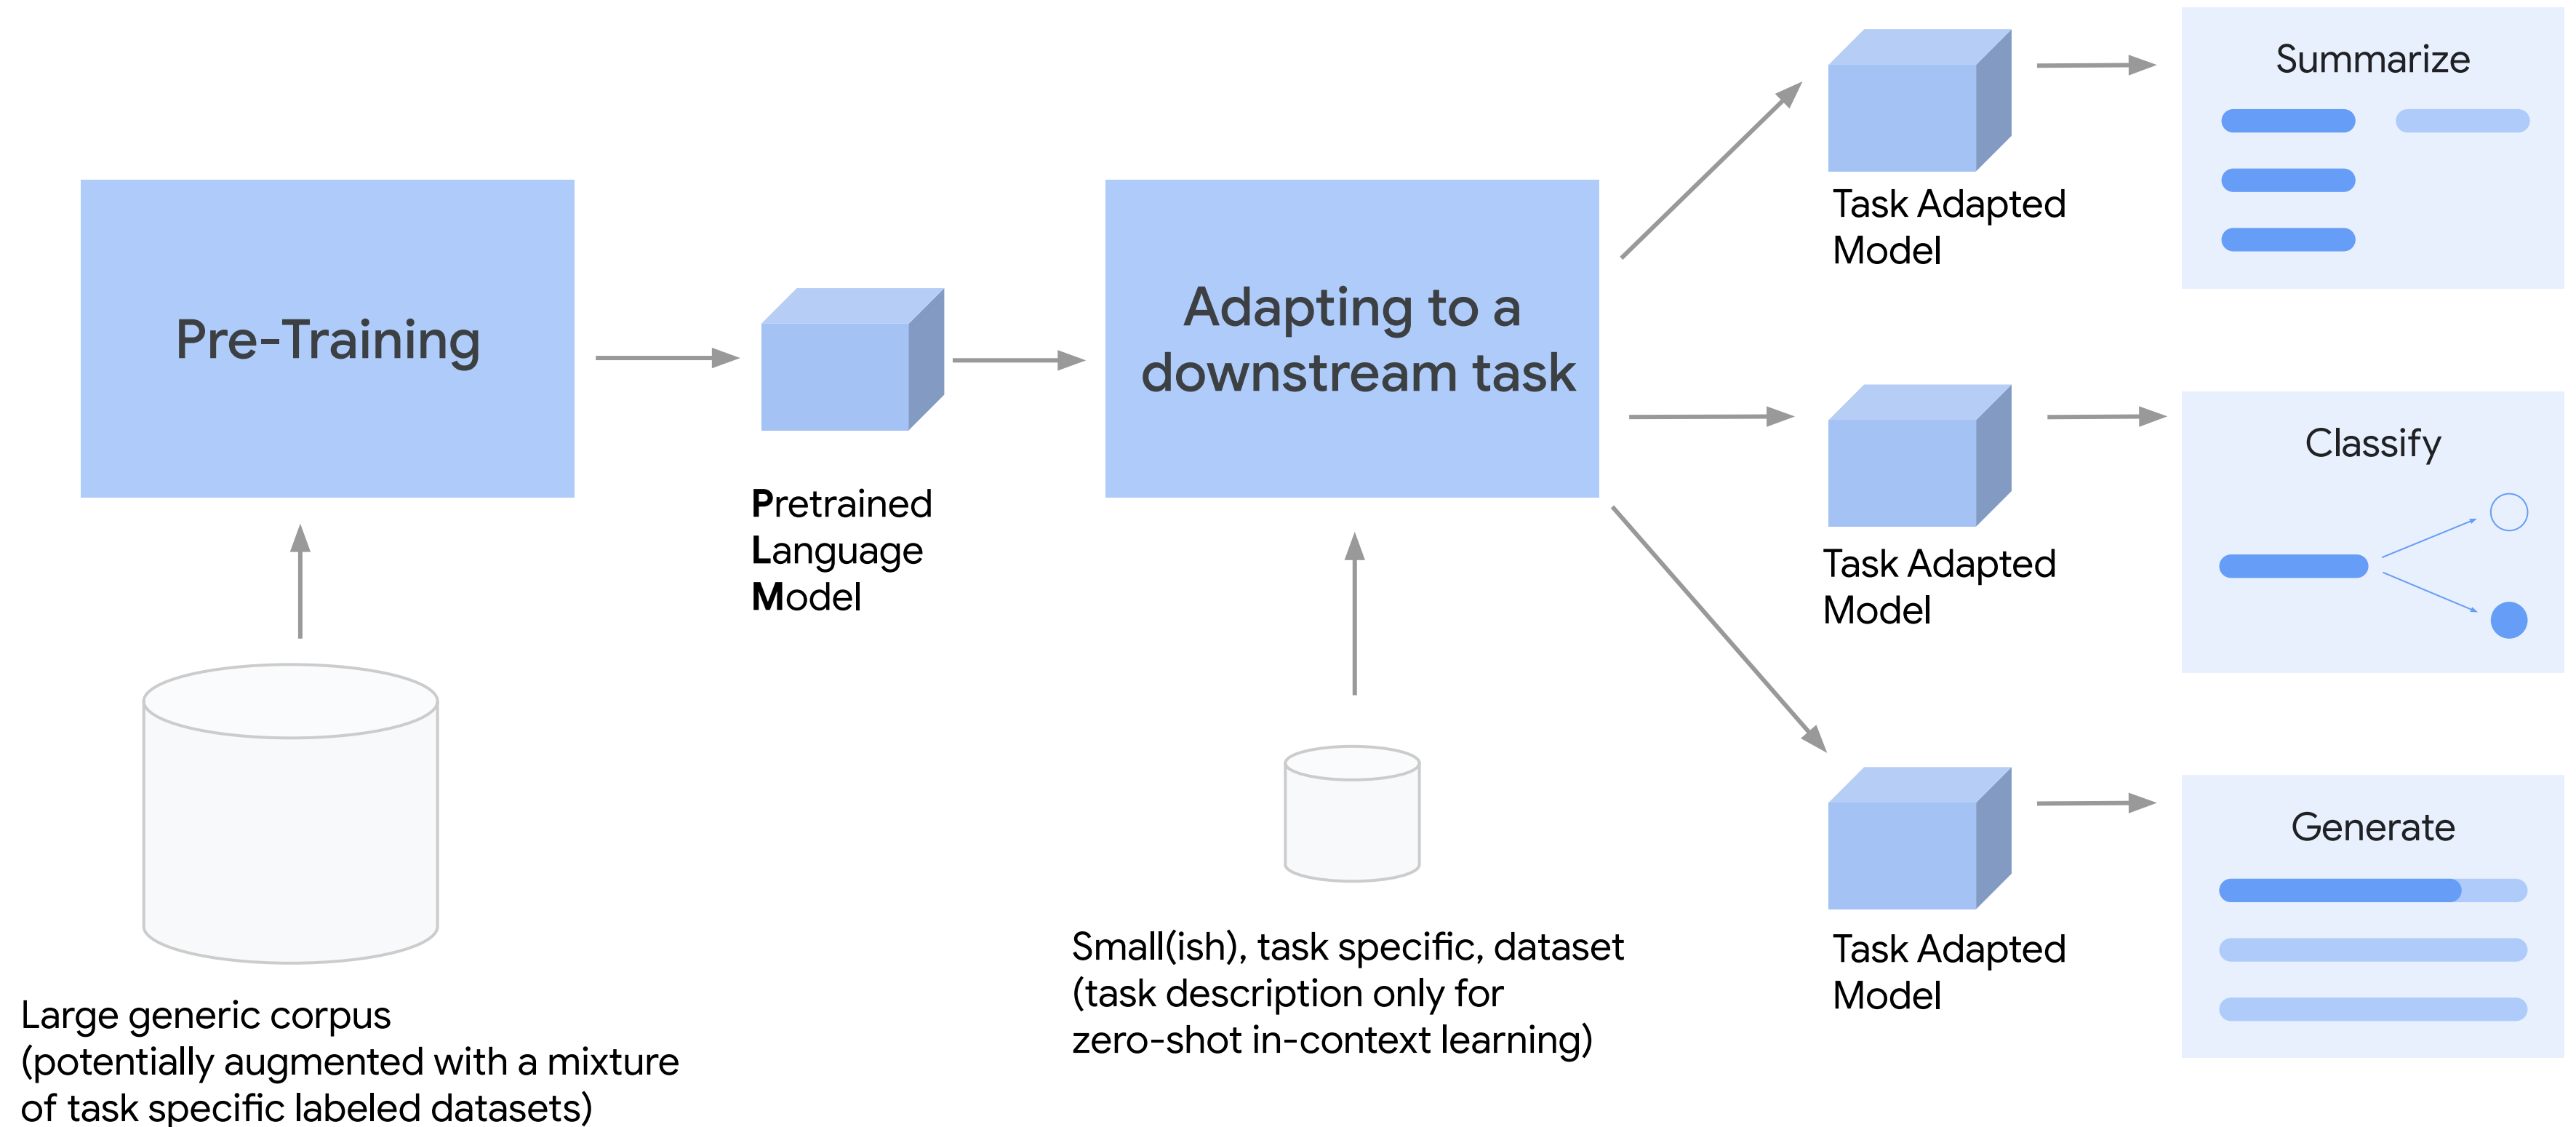 Pre-Training
Pretrained
Language
Model
Large generic corpus
(potentially augmented with a mixture
of task specific labeled datasets)
Adapting to a
downstream task
Small(ish), task specific, dataset
(task description only for
zero-shot in-context learning)
Task Adapted
Model
Summarize
Task Adapted
Model
Classify
Task Adapted
Model
Generate